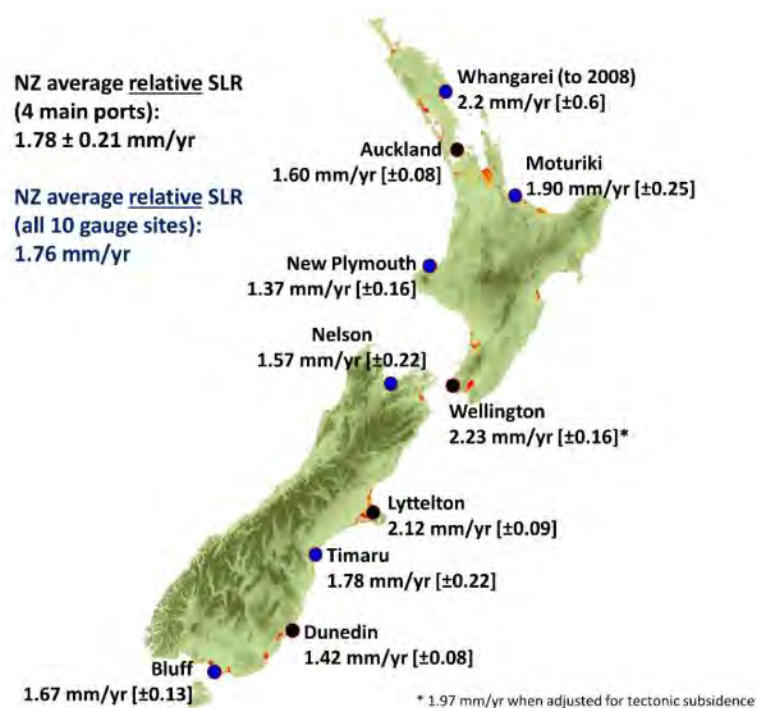 NZ average relative SLR
(4 main ports):
1.78 ± 0.21 mm/yr
NZ average relative SLR
(all 10 gauge sites):
1.76 mm/yr
Whangarei (to 2008)
2.2 mm/yr [±0.6]
Auckland
1.60 mm/yr [±0.08]
Moturiki
1.90 mm/yr [±0.25]
New Plymouth
1.37 mm/yr [±0.16]
Nelson
1.57 mm/yr [±0.22]
Wellington
2.23 mm/yr [±0.16]*
Lyttelton
2.12 mm/yr [±0.09]
Timaru
1.78 mm/yr [±0.22]
Dunedin
1.42 mm/yr [±0.08]
Bluff
1.67 mm/yr [±0.13]
* 1.97 mm/yr when adjusted for tectonic subsidence